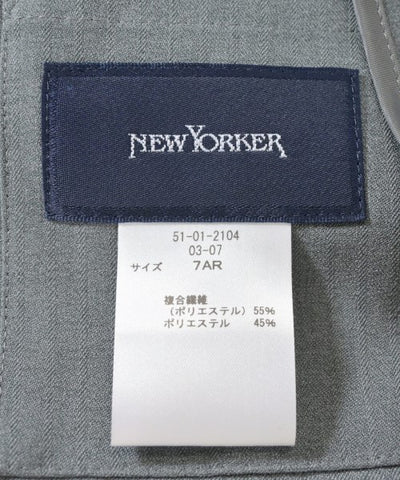 NEWYORKER
51-01-2104
03-07
サイズ 7AR
複合繊維
(ポリエステル) 55%
ポリエステル 45%